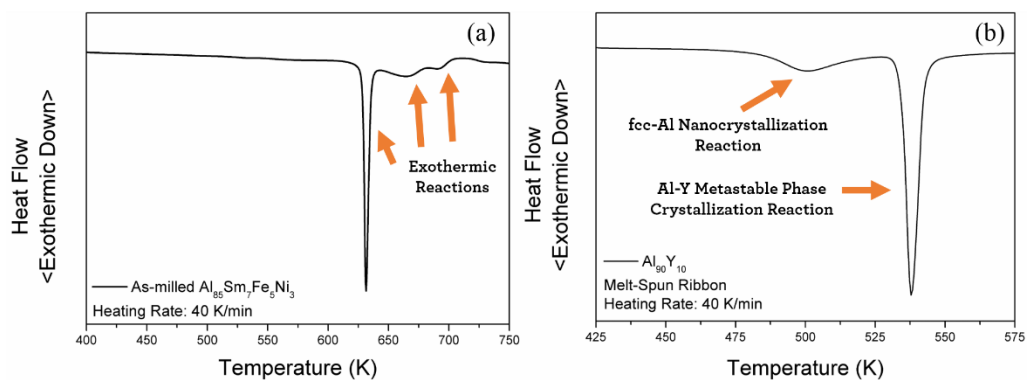 (a)
Exothermic
Reactions
Heat Flow
<Exothermic Down>
As-milled Al85Sm7Fe5Ni3
Heating Rate: 40 K/min
400 450 500 550 600 650 700 750
Temperature (K)
(b)
fcc-Al Nanocrystallization
Reaction
Al-Y Metastable Phase
Crystallization Reaction
Heat Flow
<Exothermic Down>
Al90Y10
Melt-Spun Ribbon
Heating Rate: 40 K/min
425 450 475 500 525 550 575
Temperature (K)